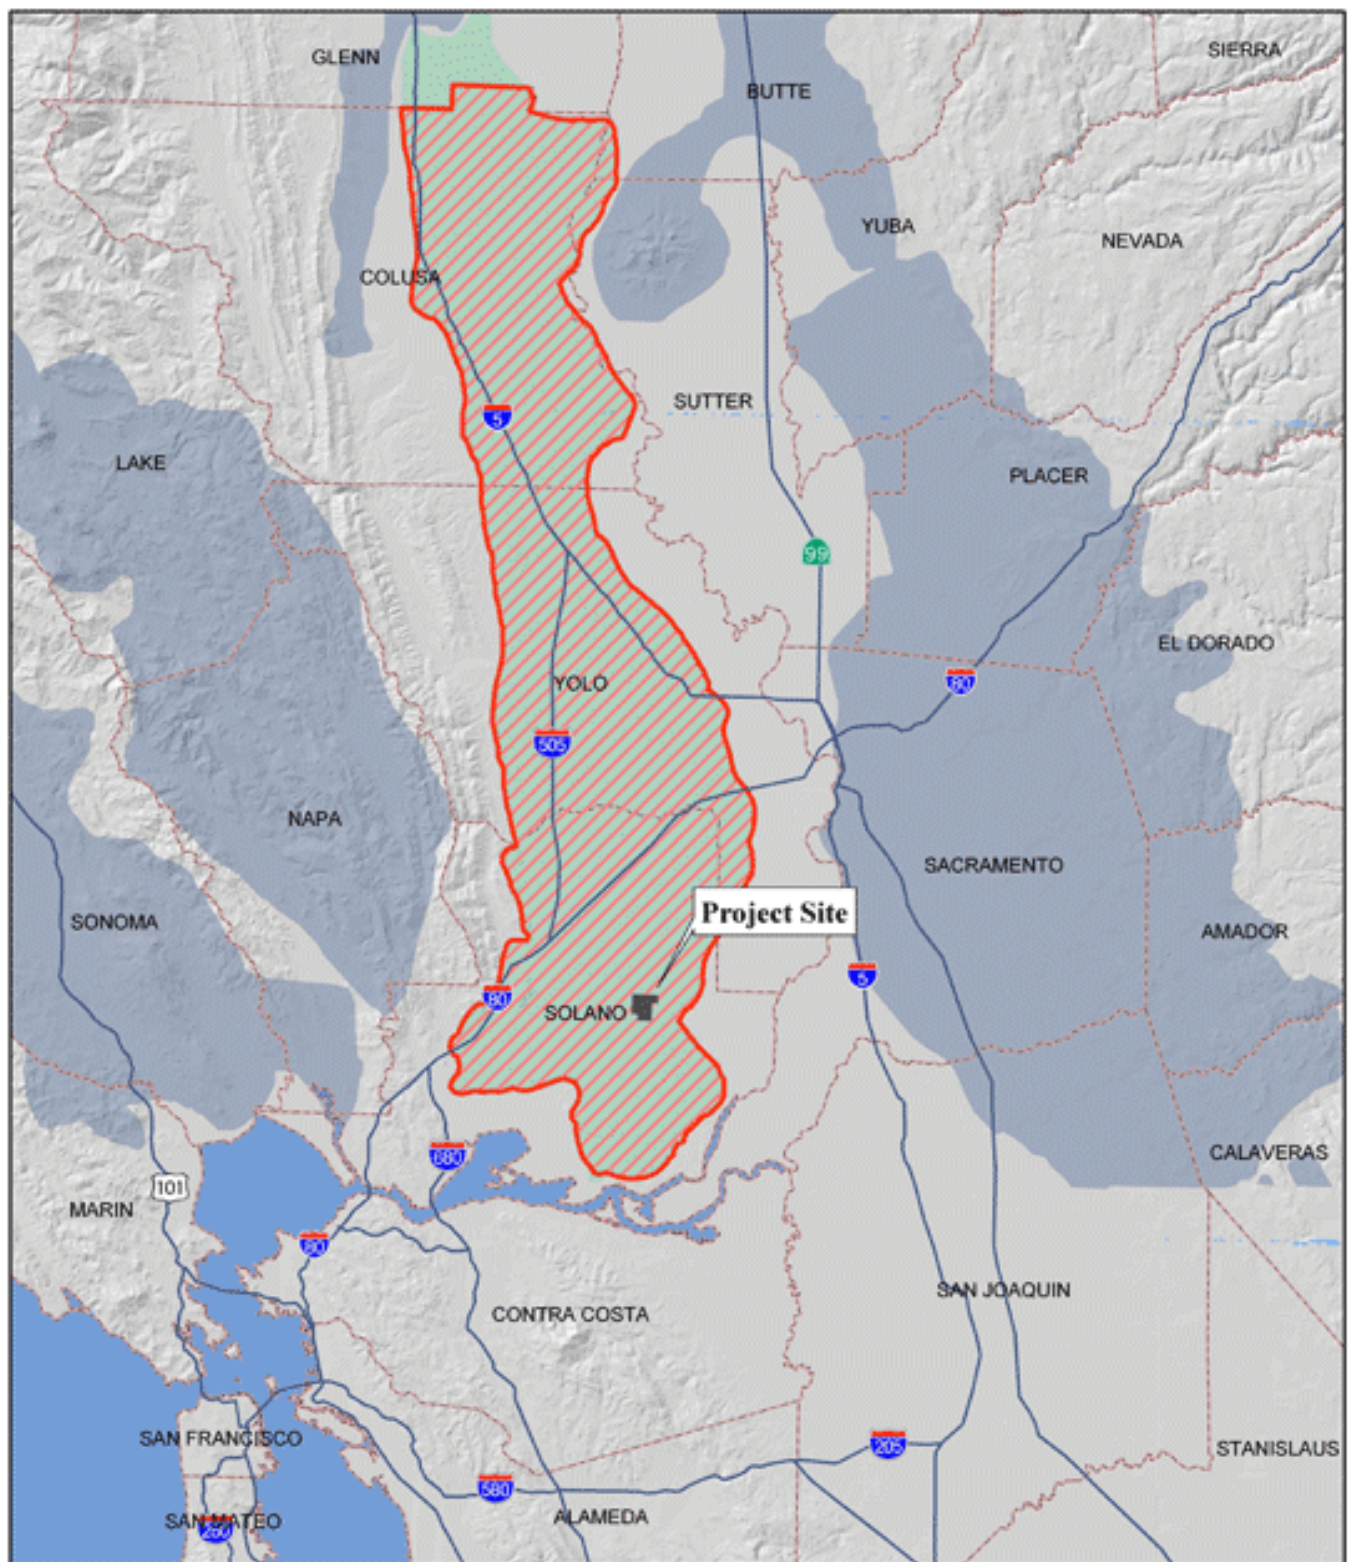 GLENN
SIERRA
BUTTE
YUBA
NEVADA
COLUSA
SUTTER
5
LAKE
PLACER
99
EL DORADO
YOLO
80
505
NAPA
SACRAMENTO
Project Site
SONOMA
AMADOR
5
80
SOLANO
CALAVERAS
680
101
MARIN
80
SAN JOAQUIN
CONTRA COSTA
SAN FRANCISCO
205
STANISLAUS
580
ALAMEDA
SAN MATEO